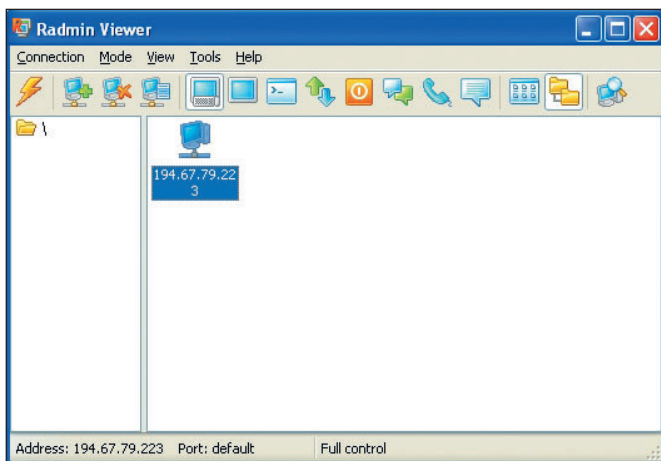 Radmin Viewer
Connection Mode View Tools Help
\
194.67.79.22
3
Address: 194.67.79.223 Port: default Full control